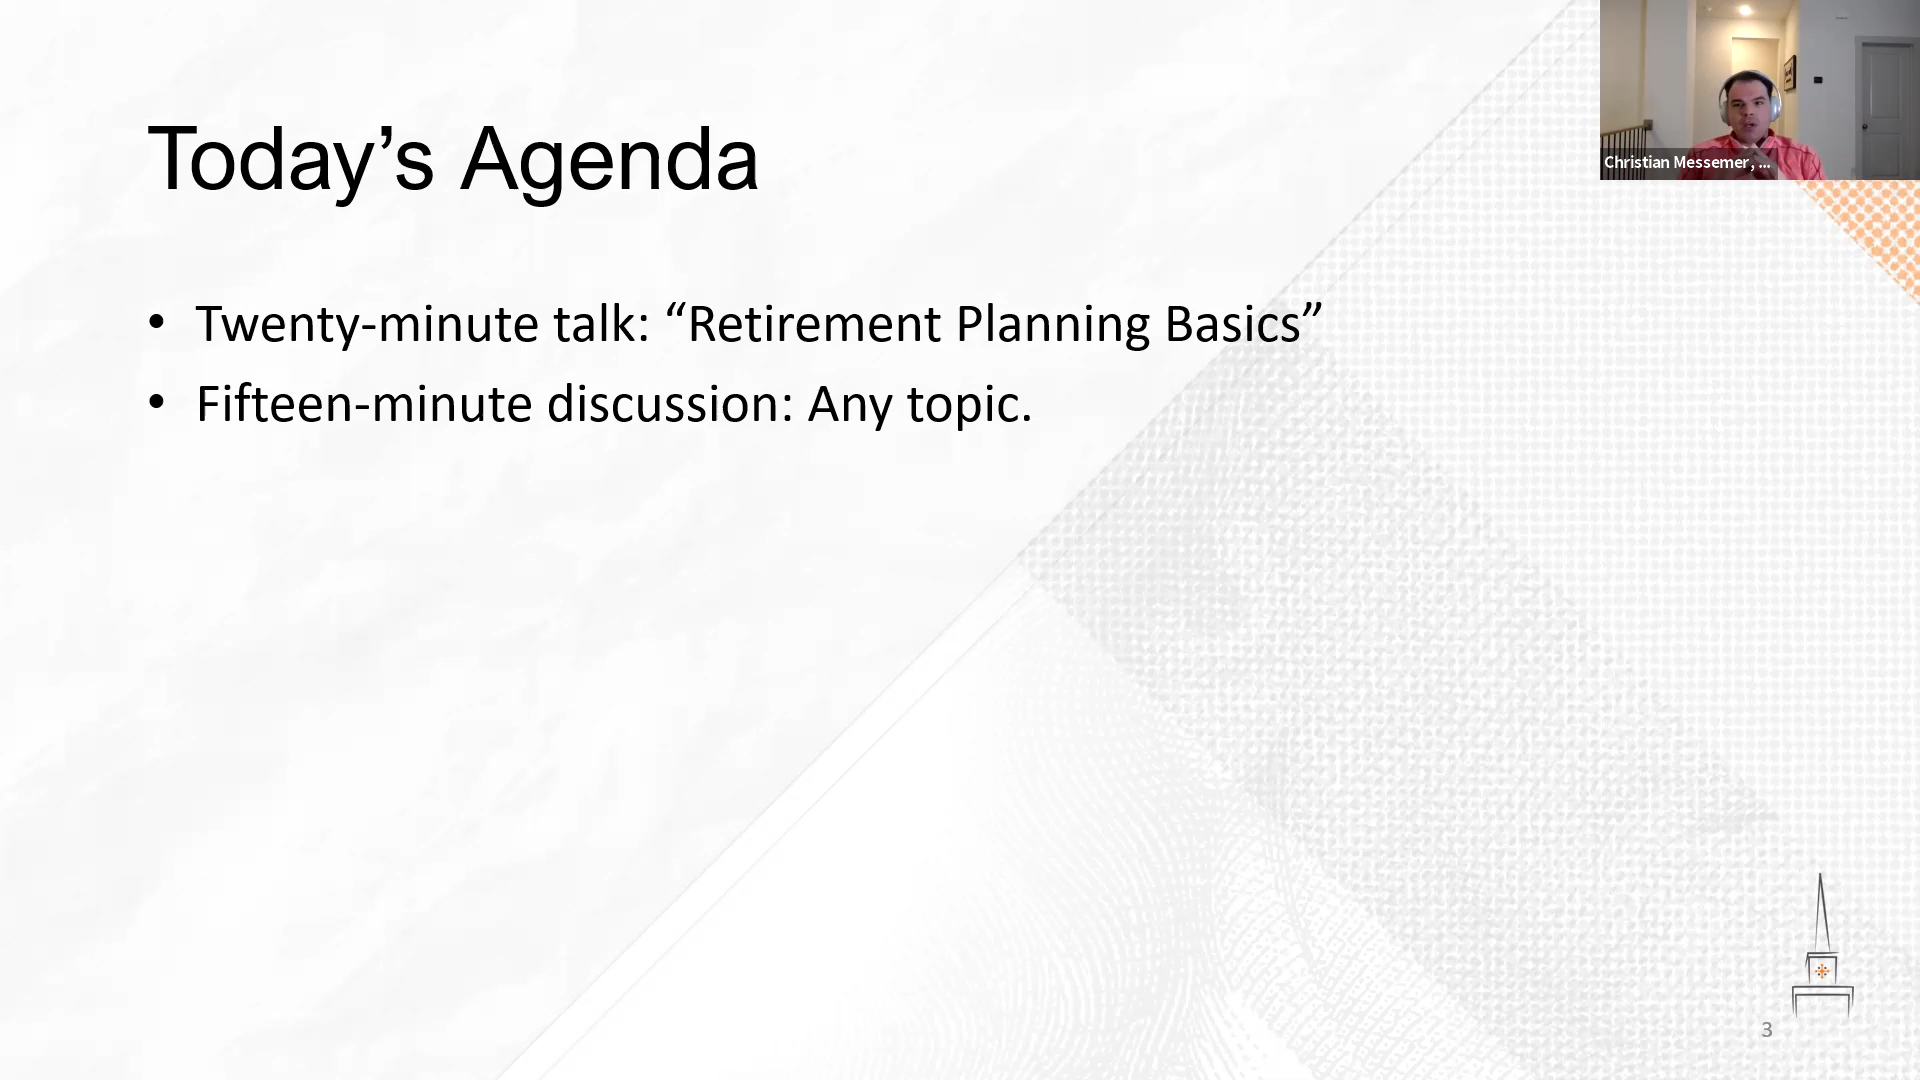 Christian Messemer, ...
Today’s Agenda
• Twenty-minute talk: “Retirement Planning Basics”
• Fifteen-minute discussion: Any topic.
3